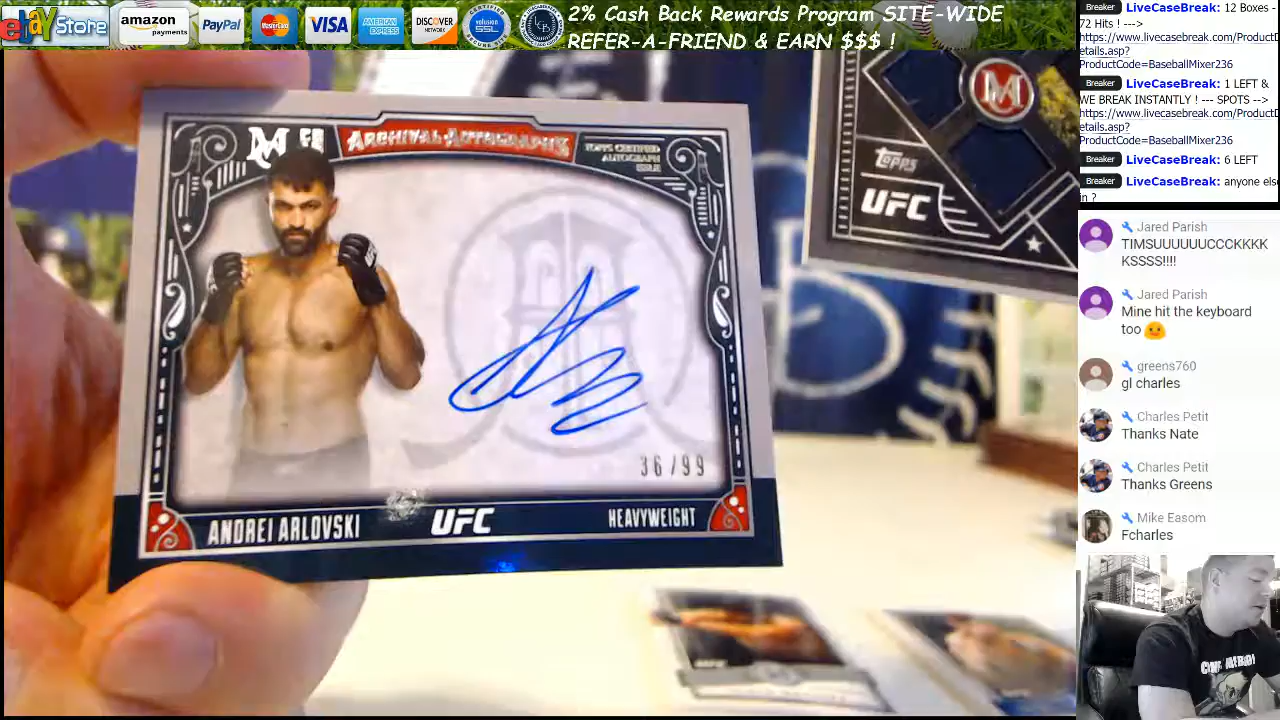 ebay Store
amazon payments
PayPal
MasterCard
VISA
AMERICAN EXPRESS
DISCOVER NETWORK
SSL
2% Cash Back Rewards Program SITE-WIDE
REFER-A-FRIEND & EARN $$$ !
ARCHIVAL AUTOGRAPHS
TOPPS CERTIFIED
AUTOGRAPH
ISSUE
36/99
ANDREI ARLOVSKI
UFC
HEAVYWEIGHT
M
TOPPS
UFC
Breaker LiveCaseBreak: 12 Boxes -
72 Hits ! --->
https://www.livecasebreak.com/ProductD
etails.asp?
ProductCode=BaseballMixer236
Breaker LiveCaseBreak: 1 LEFT &
WE BREAK INSTANTLY ! --- SPOTS -->
https://www.livecasebreak.com/ProductD
etails.asp?
ProductCode=BaseballMixer236
Breaker LiveCaseBreak: 6 LEFT
Breaker LiveCaseBreak: anyone els
in ?
Jared Parish
TIMSUUUUUUCCCKKKK
KSSSS!!!!
Jared Parish
Mine hit the keyboard
too
greens760
gl charles
Charles Petit
Thanks Nate
Charles Petit
Thanks Greens
Mike Easom
Fcharles